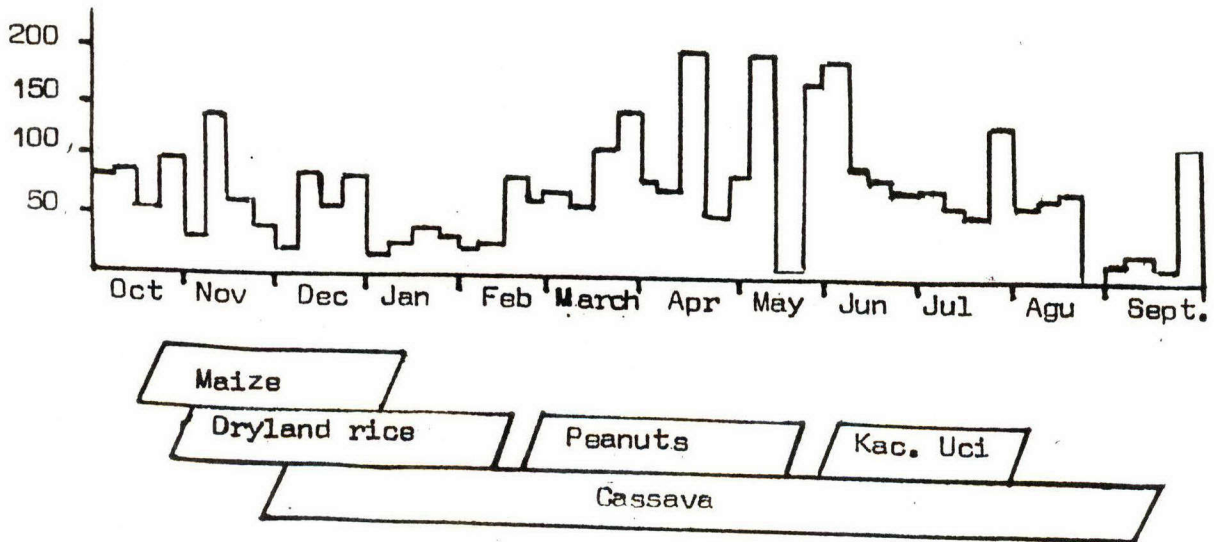 200
150
100
50
Oct Nov Dec Jan Feb March Apr May Jun Jul Agu Sept.
Maize
Dryland rice Peanuts Kac. Uci
Cassava